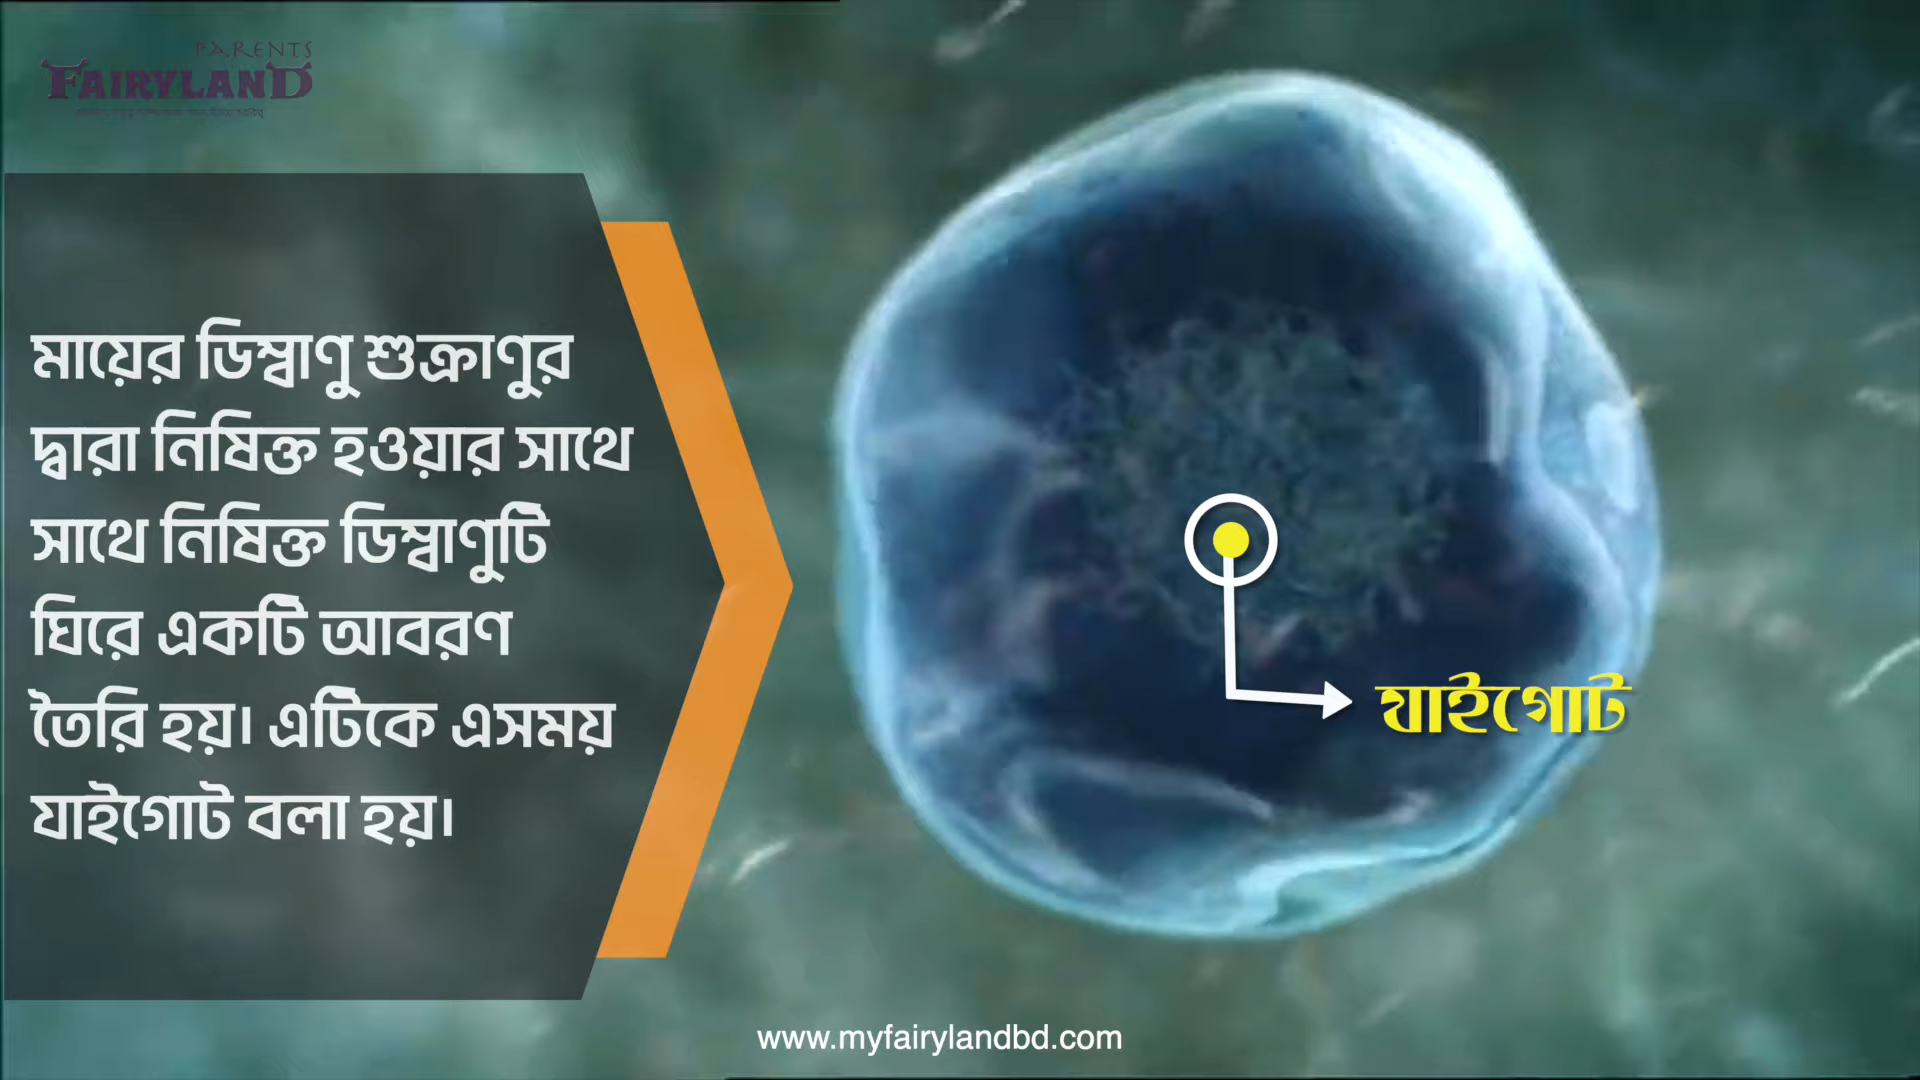 PARENTS
FAIRYLAND
মায়ের ডিম্বাণু শুক্রাণুর
দ্বারা নিষিক্ত হওয়ার সাথে
সাথে নিষিক্ত ডিম্বাণুটি
ঘিরে একটি আবরণ
তৈরি হয়। এটিকে এসময়
যাইগোট বলা হয়।
যাইগোট
www.myfairylandbd.com